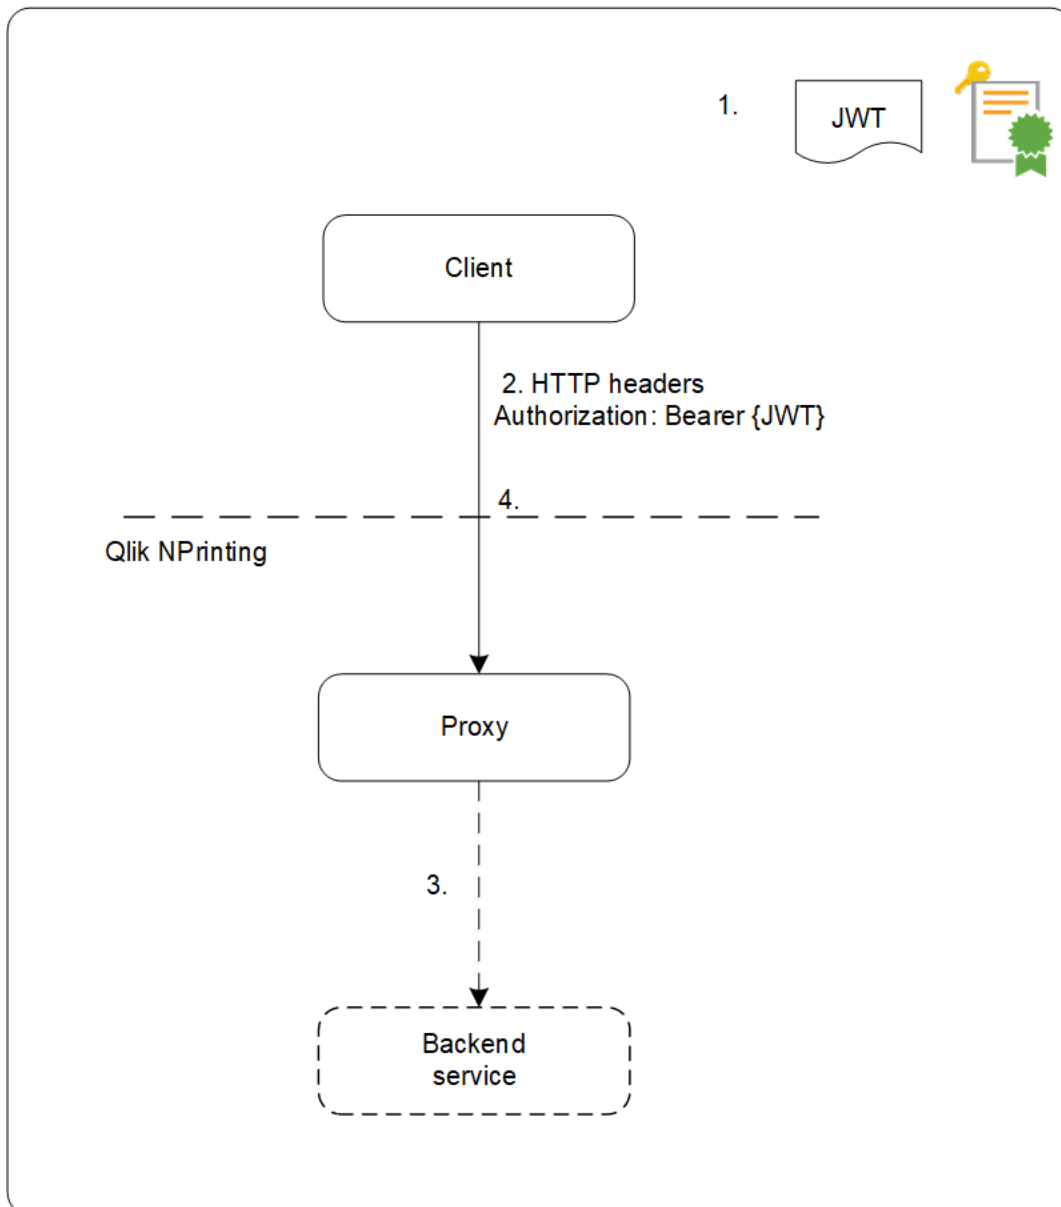 1.
JWT
Client
2. HTTP headers
Authorization: Bearer {JWT}
4.
Qlik NPrinting
Proxy
3.
Backend
service